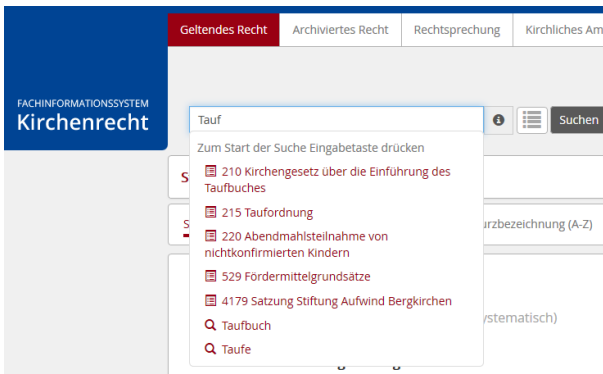 Geltendes Recht Archiviertes Recht Rechtsprechung Kirchliches Am
FACHINFORMATIONSSYSTEM
Kirchenrecht
Tauf
Suchen
Zum Start der Suche Eingabetaste drücken
210 Kirchengesetz über die Einführung des
Taufbuches
215 Taufordnung
220 Abendmahlsteilnahme von
nichtkonfirmierten Kindern
urzbezeichnung (A-Z)
529 Fördermittelgrundsätze
4179 Satzung Stiftung Aufwind Bergkirchen
Taufbuch
ystematisch)
Taufe